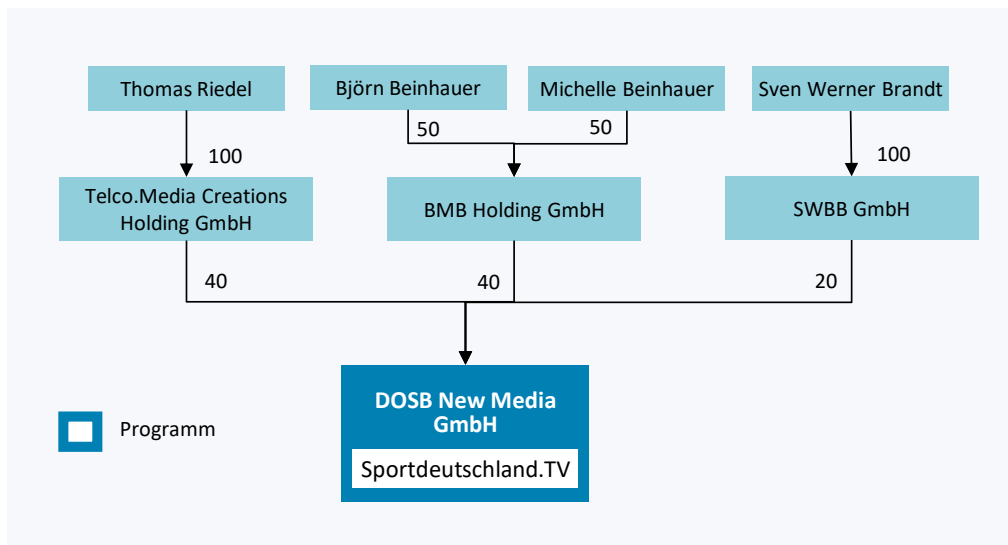 Thomas Riedel
Björn Beinhauer
Michelle Beinhauer
Sven Werner Brandt
50
50
100
100
Telco.Media Creations
Holding GmbH
BMB Holding GmbH
SWBB GmbH
40
40
20
DOSB New Media
GmbH
Sportdeutschland.TV
Programm